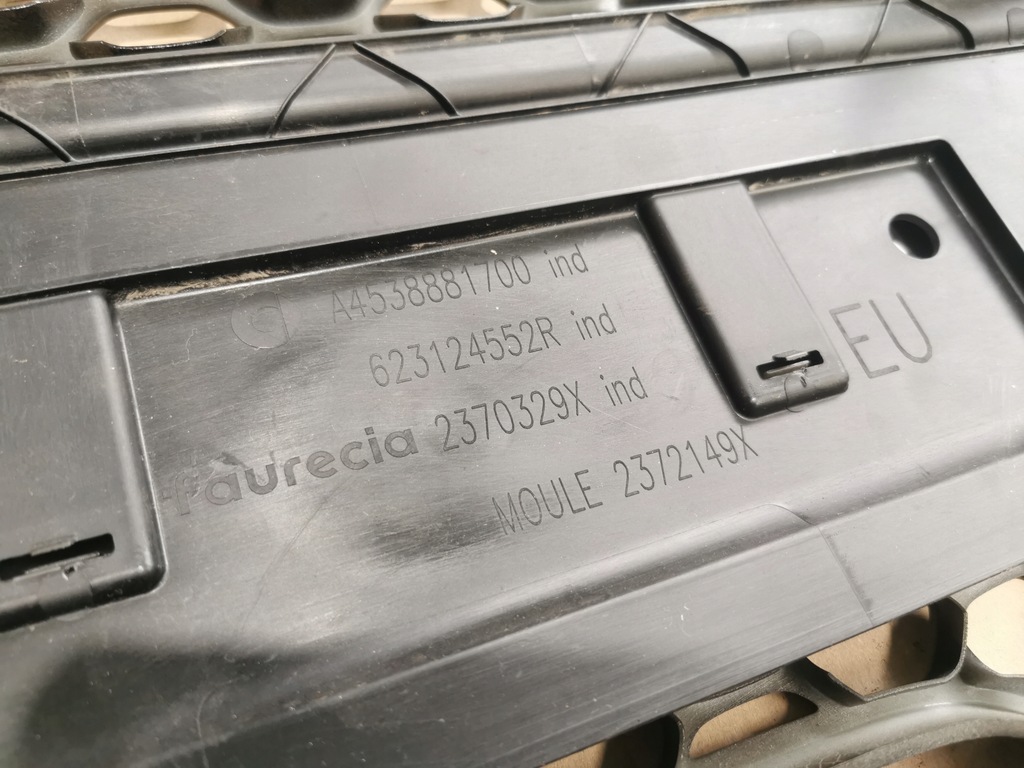 A4538881700 ind
623124552R ind
faurecia 2370329X ind
MOULE 2372149X
EU